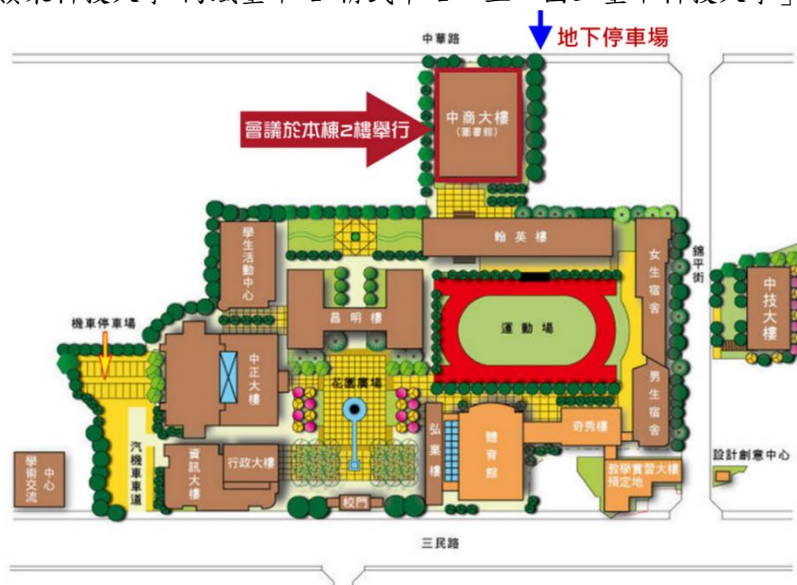 中華路
地下停車場
中商大樓
(圖書館)
會議於本棟2樓舉行
翰英樓
學生活動中心
女生宿舍
錦平街
中技大樓
昌明樓
運動場
機車停車場
中正大樓
花園廣場
男生宿舍
弘業樓
體育館
奇秀樓
設計創意中心
學術交流
中心
汽機車車道
資訊大樓
行政大樓
教學實習大樓
預定地
校門
三民路